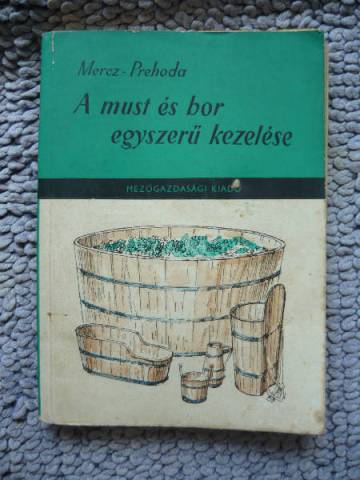 Mercz - Prehoda
A must és bor
egyszerű kezelése
MEZŐGAZDASÁGI KIADÓ